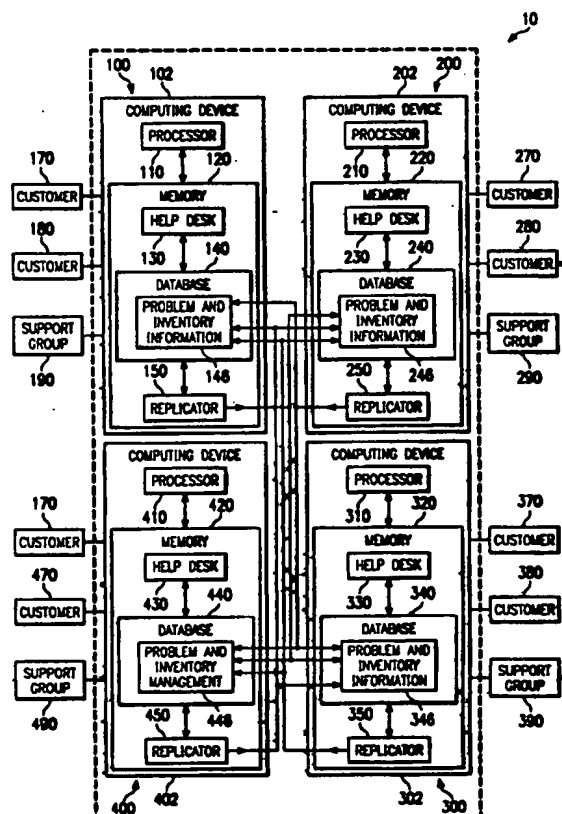 10
100
102
202
200
COMPUTING DEVICE
COMPUTING DEVICE
PROCESSOR
PROCESSOR
170
110
120
210
220
270
CUSTOMER
MEMORY
MEMORY
CUSTOMER
180
HELP DESK
HELP DESK
280
130
140
230
240
CUSTOMER
DATABASE
DATABASE
CUSTOMER
PROBLEM AND
INVENTORY
INFORMATION
PROBLEM AND
INVENTORY
INFORMATION
SUPPORT
GROUP
SUPPORT
GROUP
190
150
146
250
246
290
REPLICATOR
REPLICATOR
COMPUTING DEVICE
COMPUTING DEVICE
PROCESSOR
PROCESSOR
170
410
420
310
320
370
CUSTOMER
MEMORY
MEMORY
CUSTOMER
470
HELP DESK
HELP DESK
380
430
440
330
340
CUSTOMER
DATABASE
DATABASE
CUSTOMER
PROBLEM AND
INVENTORY
MANAGEMENT
PROBLEM AND
INVENTORY
INFORMATION
SUPPORT
GROUP
SUPPORT
GROUP
490
450
446
350
346
390
REPLICATOR
REPLICATOR
400
402
302
300